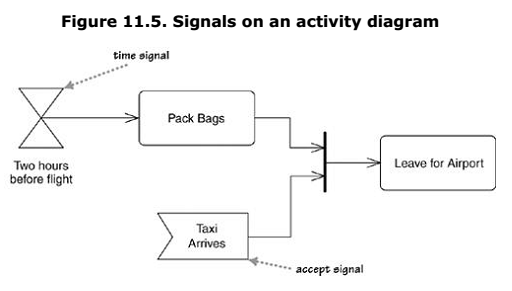 Figure 11.5. Signals on an activity diagram
time signal
Pack Bags
Two hours
before flight
Leave for Airport
Taxi
Arrives
accept signal